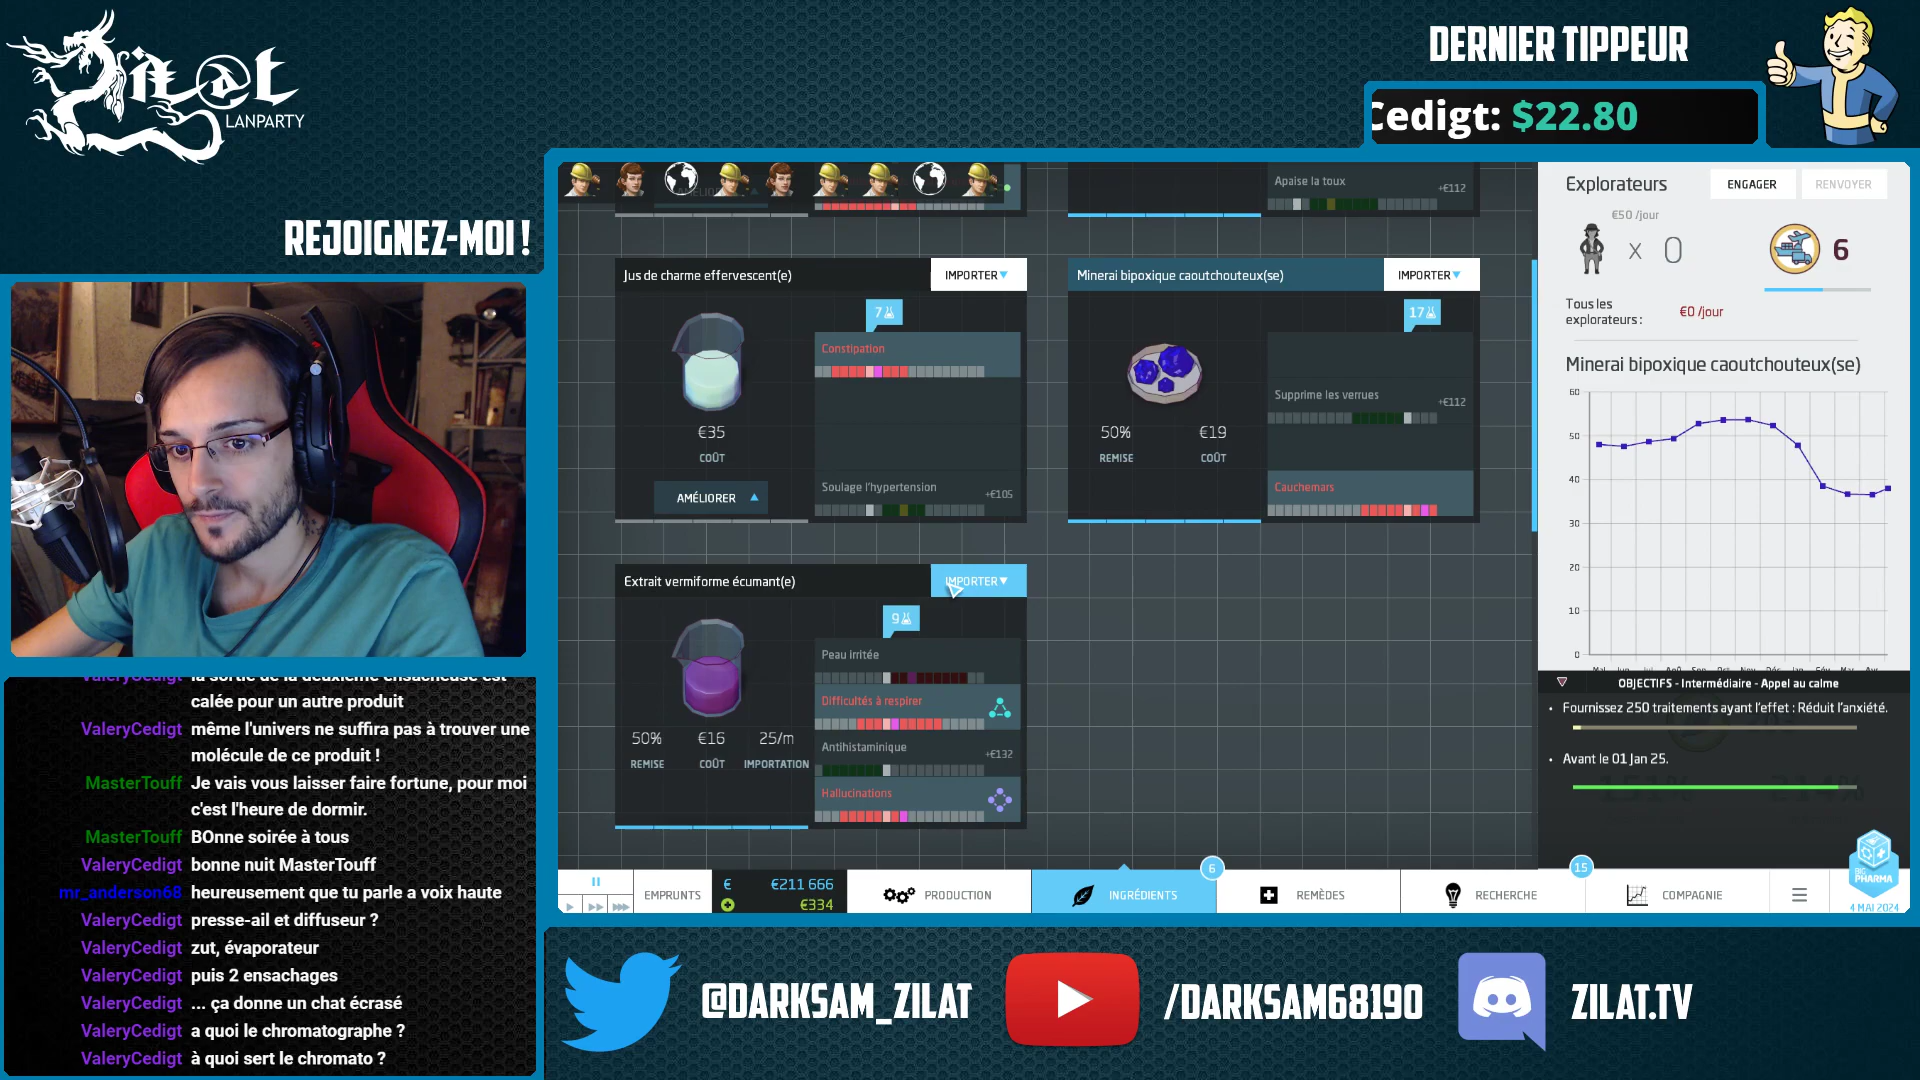 Zil@t
LANPARTY
DERNIER TIPPEUR
Cedigt: $22.80
REJOIGNEZ-MOI !
calée pour un autre produit
ValeryCedigt même l'univers ne suffira pas à trouver une
molécule de ce produit !
MasterTouff Je vais vous laisser faire fortune, pour moi
c'est l'heure de dormir.
MasterTouff BOnne soirée à tous
ValeryCedigt bonne nuit MasterTouff
mr_anderson68 heureusement que tu parle a voix haute
ValeryCedigt presse-ail et diffuseur ?
ValeryCedigt zut, évaporateur
ValeryCedigt puis 2 ensachages
ValeryCedigt ... ça donne un chat écrasé
ValeryCedigt a quoi le chromatographe ?
ValeryCedigt à quoi sert le chromato ?
Apaise la toux
+€112
Jus de charme effervescent(e)
IMPORTER
7
Constipation
€35
COÛT
AMÉLIORER
Soulage l'hypertension
+€105
Minerai bipoxique caoutchouteux(se)
IMPORTER
17
Supprime les verrues
+€112
50%
REMISE
€19
COÛT
Cauchemars
Extrait vermiforme écumant(e)
IMPORTER
9
Peau irritée
Difficultés à respirer
Antihistaminique
+€132
Hallucinations
50%
REMISE
€16
COÛT
25/m
IMPORTATION
Explorateurs
ENGAGER
RENVOYER
€50 /jour
x 0
6
Tous les
explorateurs :
€0 /jour
Minerai bipoxique caoutchouteux(se)
60
50
40
30
20
10
0
OBJECTIFS - Intermédiaire - Appel au calme
• Fournissez 250 traitements ayant l'effet : Réduit l'anxiété.
• Avant le 01 Jan 25.
EMPRUNTS
€
€211 666
€334
PRODUCTION
INGRÉDIENTS
6
REMÈDES
RECHERCHE
15
COMPAGNIE
BIG
PHARMA
4 MAI 2024
@DARKSAM_ZILAT
/DARKSAM68190
ZILAT.TV